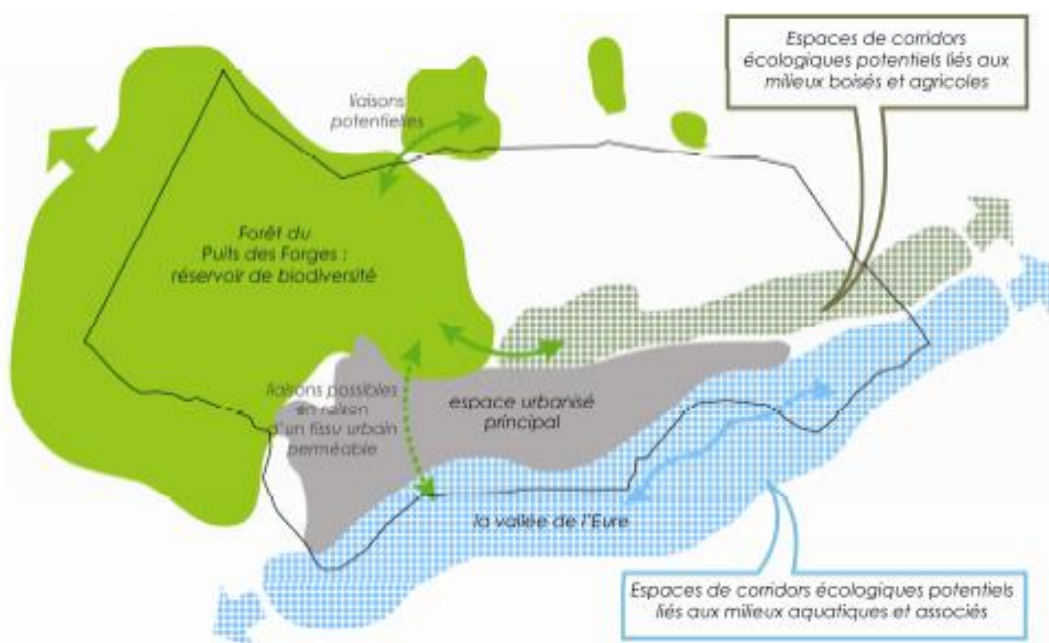 Espaces de corridors
écologiques potentiels liés aux
milieux boisés et agricoles
liaisons
potentielles
Forêt du
Puits des Forges :
réservoir de biodiversité
liaisons possibles
en raison
d'un tissu urbain
perméable
espace urbanisé
principal
la vallée de l'Eure
Espaces de corridors écologiques potentiels
liés aux milieux aquatiques et associés